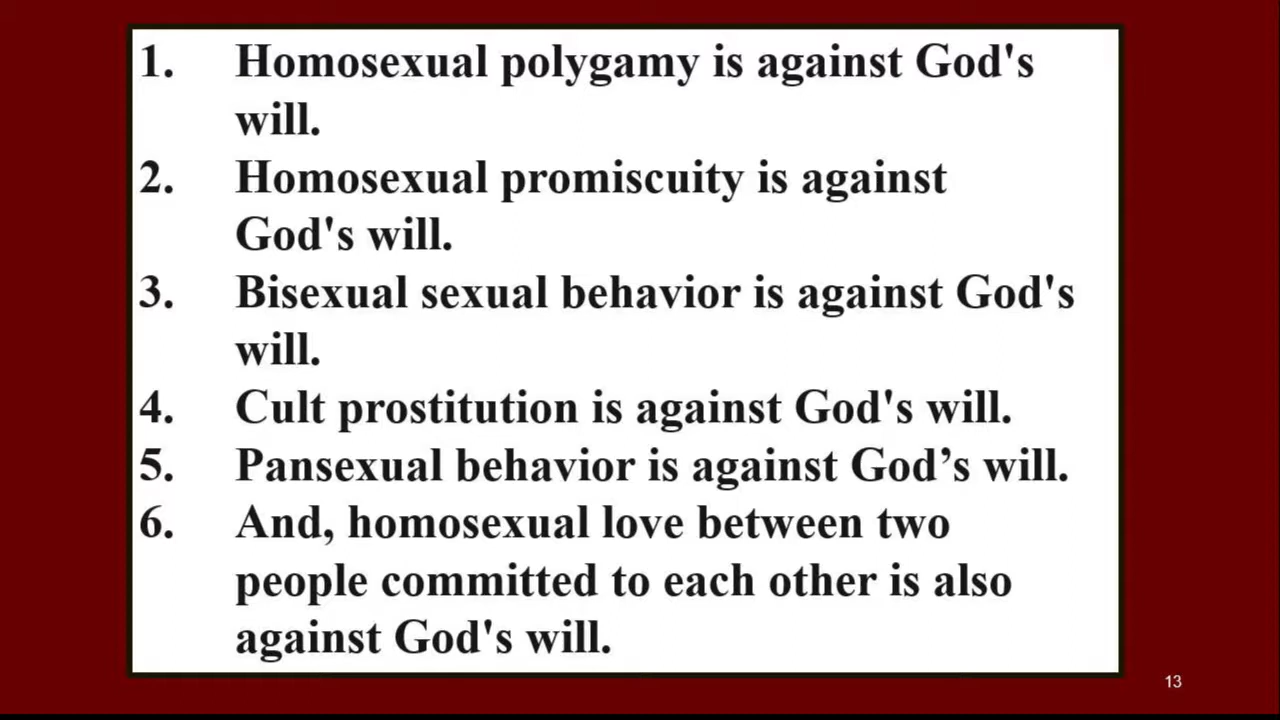 1. Homosexual polygamy is against God's
will.
2. Homosexual promiscuity is against
God's will.
3. Bisexual sexual behavior is against God's
will.
4. Cult prostitution is against God's will.
5. Pansexual behavior is against God’s will.
6. And, homosexual love between two
people committed to each other is also
against God's will.
13